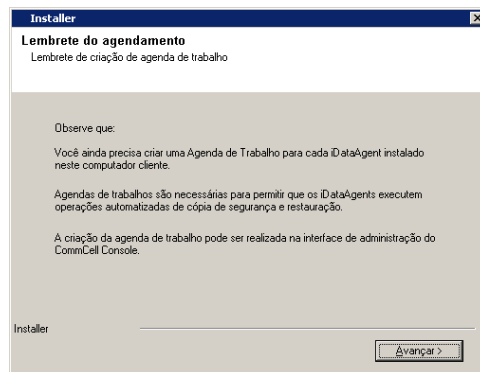 Installer
Lembrete do agendamento
Lembrete de criação de agenda de trabalho
Observe que:
Você ainda precisa criar uma Agenda de Trabalho para cada iDataAgent instalado
neste computador cliente.
Agendas de trabalhos são necessárias para permitir que os iDataAgents executem
operações automatizadas de cópia de segurança e restauração.
A criação da agenda de trabalho pode ser realizada na interface de administração do
CommCell Console.
Installer
Avançar >